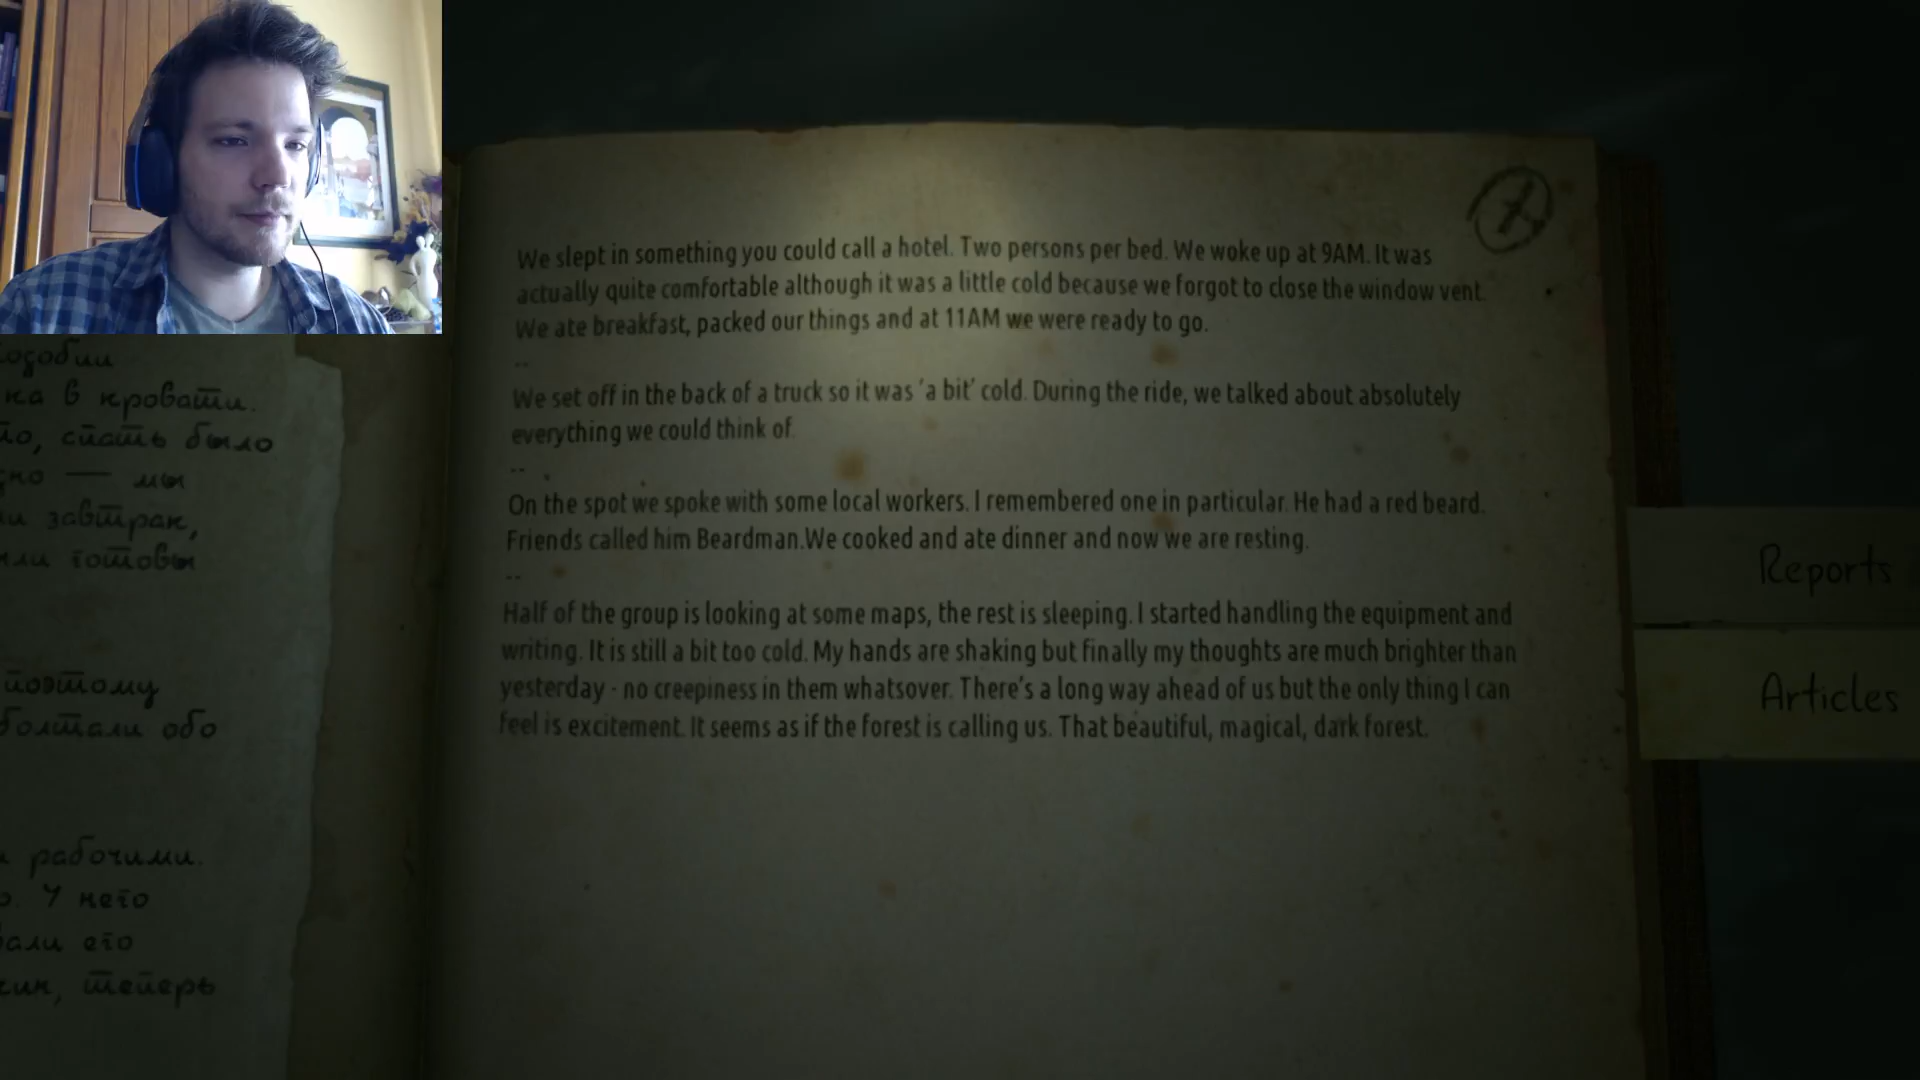 We slept in something you could call a hotel. Two persons per bed. We woke up at 9AM. It was
actually quite comfortable although it was a little cold because we forgot to close the window vent.
We ate breakfast, packed our things and at 11AM we were ready to go.
--
We set off in the back of a truck so it was 'a bit' cold. During the ride, we talked about absolutely
everything we could think of.
--
On the spot we spoke with some local workers. I remembered one in particular. He had a red beard.
Friends called him Beardman.We cooked and ate dinner and now we are resting.
--
Half of the group is looking at some maps, the rest is sleeping. I started handling the equipment and
writing. It is still a bit too cold. My hands are shaking but finally my thoughts are much brighter than
yesterday - no creepiness in them whatsover. There's a long way ahead of us but the only thing I can
feel is excitement. It seems as if the forest is calling us. That beautiful, magical, dark forest.
в кровати.
спать было
мы
завтрак,
готовы
поэтому
обо
рабочими.
У него
его
теперь
Reports
Articles